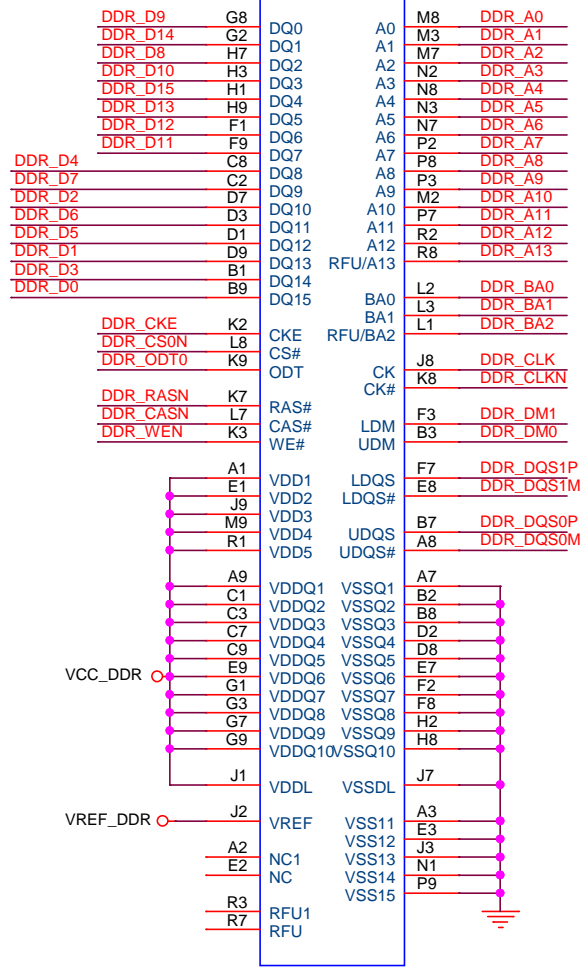 DDR_D9 G8 DQ0 A0 M8 DDR_A0
DDR_D14 G2 DQ1 A1 M3 DDR_A1
DDR_D8 H7 DQ2 A2 M7 DDR_A2
DDR_D10 H3 DQ3 A3 N2 DDR_A3
DDR_D15 H1 DQ4 A4 N8 DDR_A4
DDR_D13 H9 DQ5 A5 N3 DDR_A5
DDR_D12 F1 DQ6 A6 N7 DDR_A6
DDR_D11 F9 DQ7 A7 P2 DDR_A7
DDR_D4 C8 DQ8 A8 P8 DDR_A8
DDR_D7 C2 DQ9 A9 P3 DDR_A9
DDR_D2 D7 DQ10 A10 M2 DDR_A10
DDR_D6 D3 DQ11 A11 P7 DDR_A11
DDR_D5 D1 DQ12 A12 R2 DDR_A12
DDR_D1 D9 DQ13 RFU/A13 R8 DDR_A13
DDR_D3 B1 DQ14
DDR_D0 B9 DQ15 BA0 L2 DDR_BA0
BA1 L3 DDR_BA1
DDR_CKE K2 CKE RFU/BA2 L1 DDR_BA2
DDR_CS0N L8 CS#
DDR_ODT0 K9 ODT CK J8 DDR_CLK
CK# K8 DDR_CLKN
DDR_RASN K7 RAS#
DDR_CASN L7 CAS# LDM F3 DDR_DM1
DDR_WEN K3 WE# UDM B3 DDR_DM0
A1 VDD1 LDQS F7 DDR_DQS1P
E1 VDD2 LDQS# E8 DDR_DQS1M
J9 VDD3
M9 VDD4 UDQS B7 DDR_DQS0P
R1 VDD5 UDQS# A8 DDR_DQS0M
A9 VDDQ1 VSSQ1 A7
C1 VDDQ2 VSSQ2 B2
C3 VDDQ3 VSSQ3 B8
C7 VDDQ4 VSSQ4 D2
C9 VDDQ5 VSSQ5 D8
VCC_DDR E9 VDDQ6 VSSQ6 E7
G1 VDDQ7 VSSQ7 F2
G3 VDDQ8 VSSQ8 F8
G7 VDDQ9 VSSQ9 H2
G9 VDDQ10 VSSQ10 H8
J1 VDDL VSSDL J7
VREF_DDR J2 VREF VSS11 A3
VSS12 E3
A2 NC1 VSS13 J3
E2 NC VSS14 N1
VSS15 P9
R3 RFU1
R7 RFU